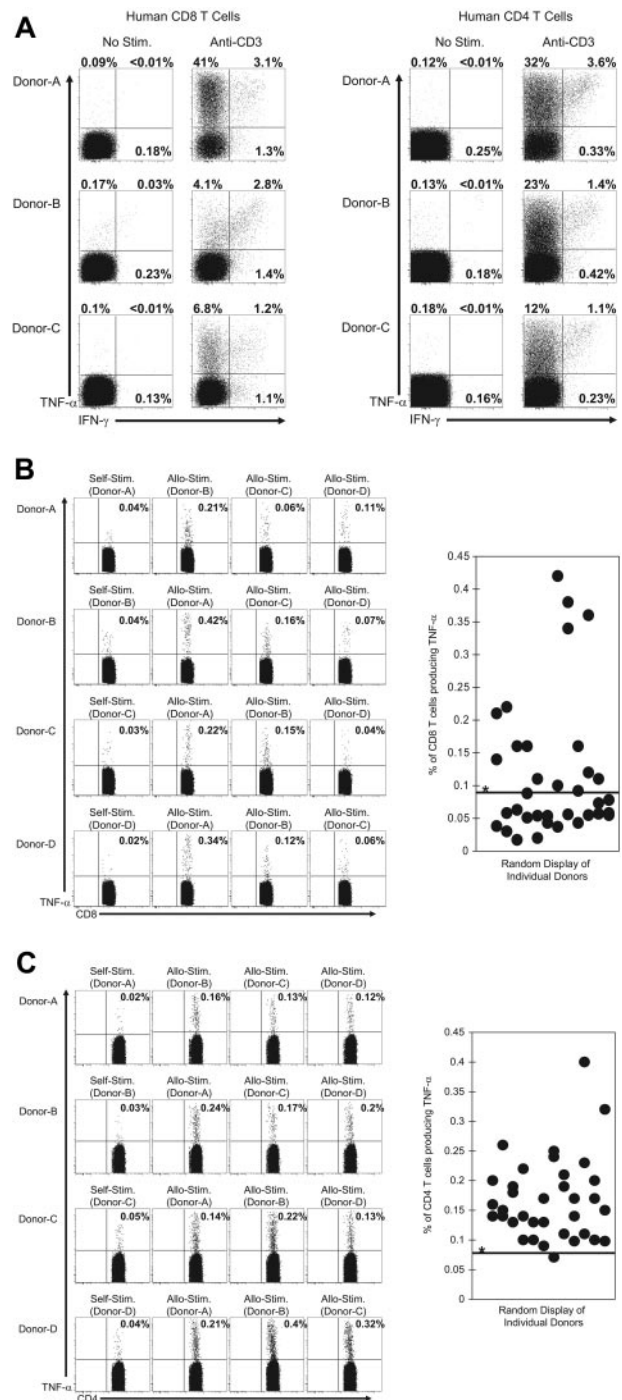 A
Human CD8 T Cells
Human CD4 T Cells
No Stim. Anti-CD3
No Stim. Anti-CD3
0.09% <0.01% 41% 3.1%
0.12% <0.01% 32% 3.6%
Donor-A
Donor-A
0.18% 1.3%
0.25% 0.33%
0.17% 0.03% 4.1% 2.8%
0.13% <0.01% 23% 1.4%
Donor-B
Donor-B
0.23% 1.4%
0.18% 0.42%
0.1% <0.01% 6.8% 1.2%
0.18% <0.01% 12% 1.1%
Donor-C
Donor-C
0.13% 1.1%
0.16% 0.23%
TNF-α
TNF-α
IFN-γ
IFN-γ
B
Self-Stim. Allo-Stim. Allo-Stim. Allo-Stim.
(Donor-A) (Donor-B) (Donor-C) (Donor-D)
Donor-A 0.04% 0.21% 0.06% 0.11%
Self-Stim. Allo-Stim. Allo-Stim. Allo-Stim.
(Donor-B) (Donor-A) (Donor-C) (Donor-D)
Donor-B 0.04% 0.42% 0.16% 0.07%
Self-Stim. Allo-Stim. Allo-Stim. Allo-Stim.
(Donor-C) (Donor-A) (Donor-B) (Donor-D)
Donor-C 0.03% 0.22% 0.15% 0.04%
Self-Stim. Allo-Stim. Allo-Stim. Allo-Stim.
(Donor-D) (Donor-A) (Donor-B) (Donor-C)
Donor-D 0.02% 0.34% 0.12% 0.06%
TNF-α
CD8
% of CD8 T cells producing TNF-α
0.45
0.4
0.35
0.3
0.25
0.2
0.15
0.1
*
0.05
0
Random Display of
Individual Donors
C
Self-Stim. Allo-Stim. Allo-Stim. Allo-Stim.
(Donor-A) (Donor-B) (Donor-C) (Donor-D)
Donor-A 0.02% 0.16% 0.13% 0.12%
Self-Stim. Allo-Stim. Allo-Stim. Allo-Stim.
(Donor-B) (Donor-A) (Donor-C) (Donor-D)
Donor-B 0.03% 0.24% 0.17% 0.2%
Self-Stim. Allo-Stim. Allo-Stim. Allo-Stim.
(Donor-C) (Donor-A) (Donor-B) (Donor-D)
Donor-C 0.05% 0.14% 0.22% 0.13%
Self-Stim. Allo-Stim. Allo-Stim. Allo-Stim.
(Donor-D) (Donor-A) (Donor-B) (Donor-C)
Donor-D 0.04% 0.21% 0.4% 0.32%
TNF-α
CD4
% of CD4 T cells producing TNF-α
0.45
0.4
0.35
0.3
0.25
0.2
0.15
0.1
*
0.05
0
Random Display of
Individual Donors